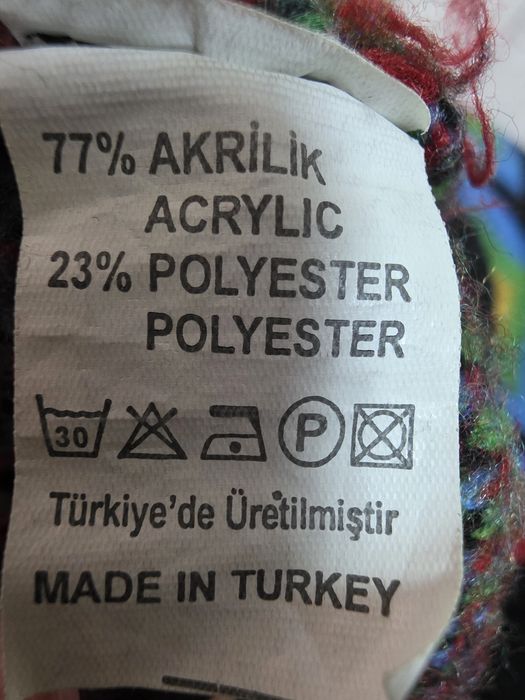 77% AKRİLİK
ACRYLIC
23% POLYESTER
POLYESTER
30 P
Türkiye'de Üretilmiştir
MADE IN TURKEY